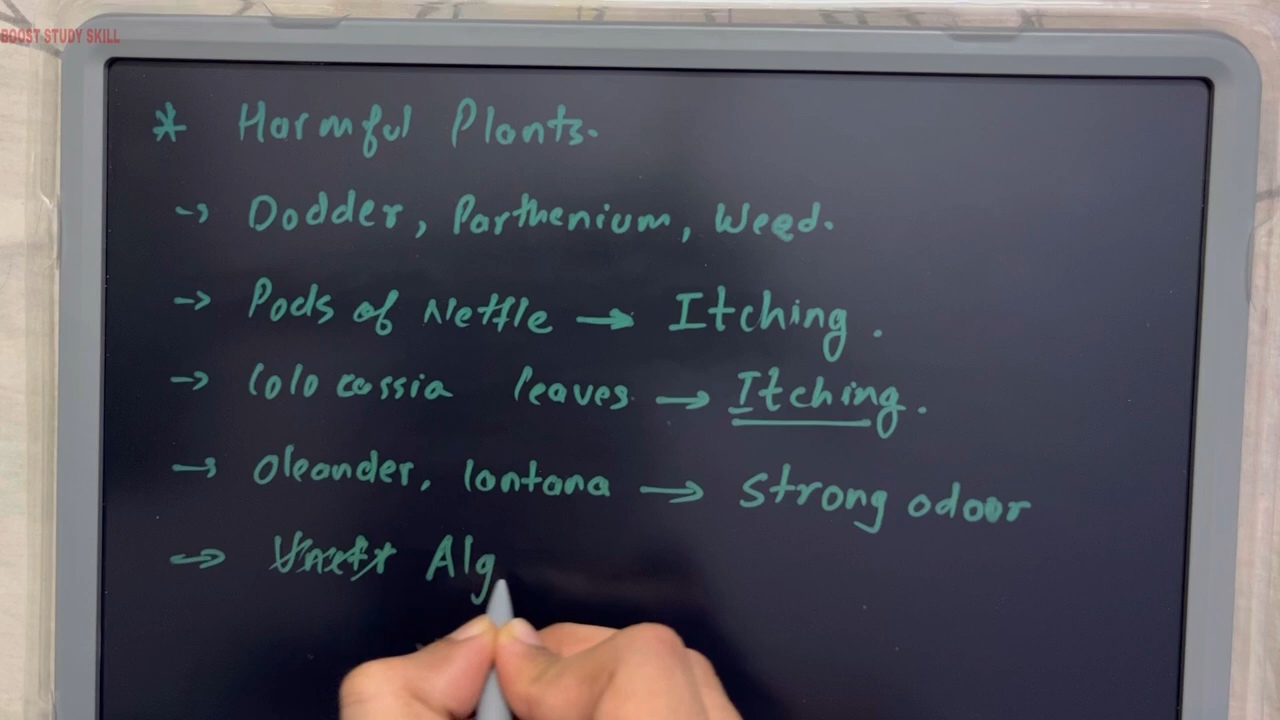 BOOST STUDY SKILL
* Harmful Plants.
→ Dodder, Parthenium, Weed.
→ Pods of Nettle → Itching.
→ Colocassia leaves → Itching.
→ Oleander, lantana → strong odour
→ Alg